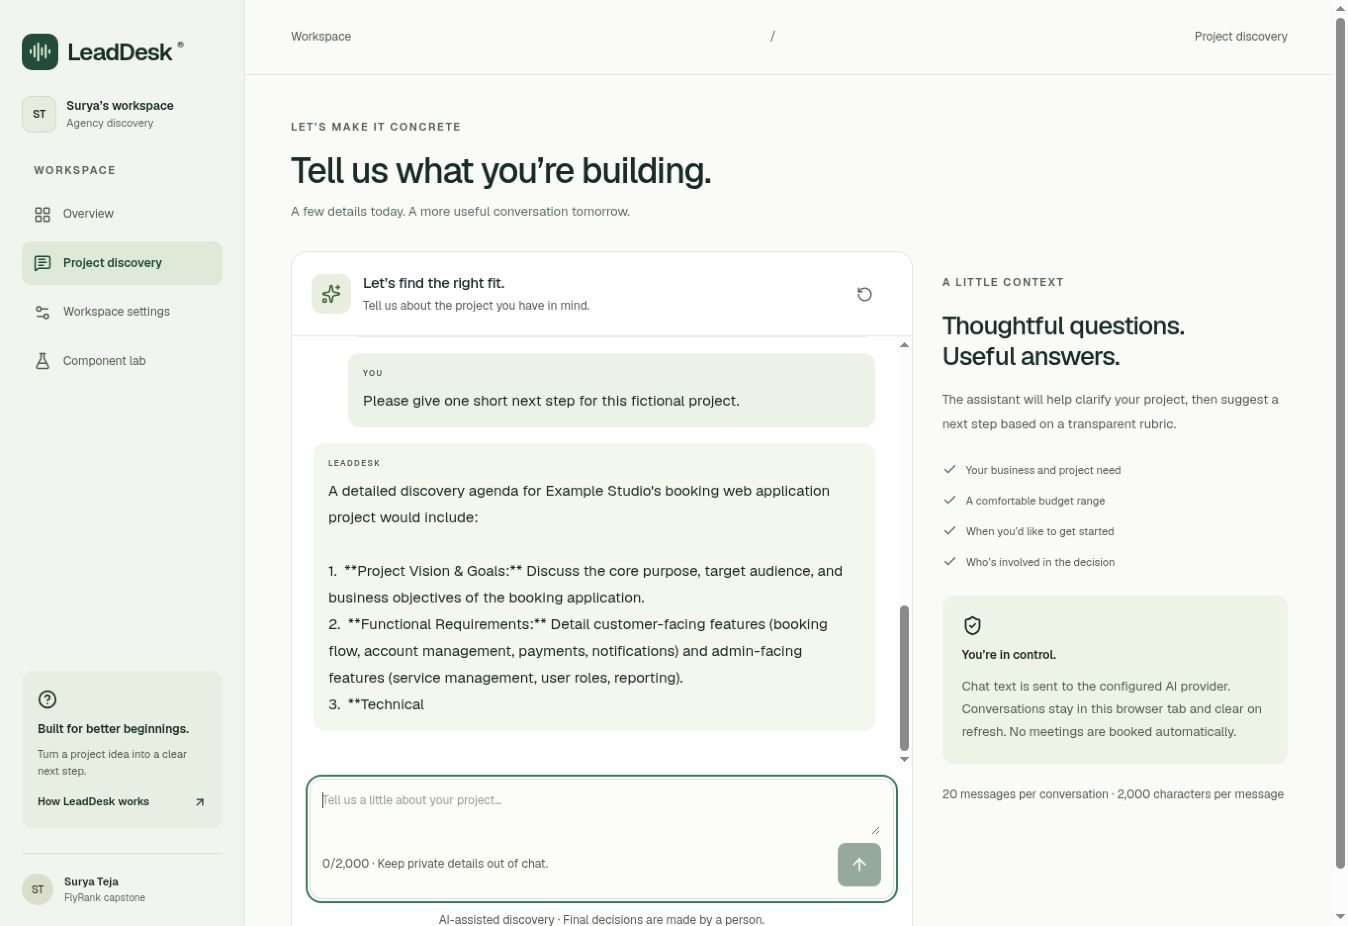 LeadDesk®
ST
Surya's workspace
Agency discovery
WORKSPACE
Overview
Project discovery
Workspace settings
Component lab
Built for better beginnings.
Turn a project idea into a clear
next step.
How LeadDesk works
ST
Surya Teja
FlyRank capstone
Workspace
/
Project discovery
LET'S MAKE IT CONCRETE
Tell us what you’re building.
A few details today. A more useful conversation tomorrow.
Let’s find the right fit.
Tell us about the project you have in mind.
YOU
Please give one short next step for this fictional project.
LEADDESK
A detailed discovery agenda for Example Studio's booking web application
project would include:
1.  **Project Vision & Goals:** Discuss the core purpose, target audience, and
business objectives of the booking application.
2.  **Functional Requirements:** Detail customer-facing features (booking
flow, account management, payments, notifications) and admin-facing
features (service management, user roles, reporting).
3.  **Technical
Tell us a little about your project…
0/2,000 · Keep private details out of chat.
AI-assisted discovery · Final decisions are made by a person.
A LITTLE CONTEXT
Thoughtful questions.
Useful answers.
The assistant will help clarify your project, then suggest a
next step based on a transparent rubric.
Your business and project need
A comfortable budget range
When you’d like to get started
Who’s involved in the decision
You’re in control.
Chat text is sent to the configured AI provider.
Conversations stay in this browser tab and clear on
refresh. No meetings are booked automatically.
20 messages per conversation · 2,000 characters per message